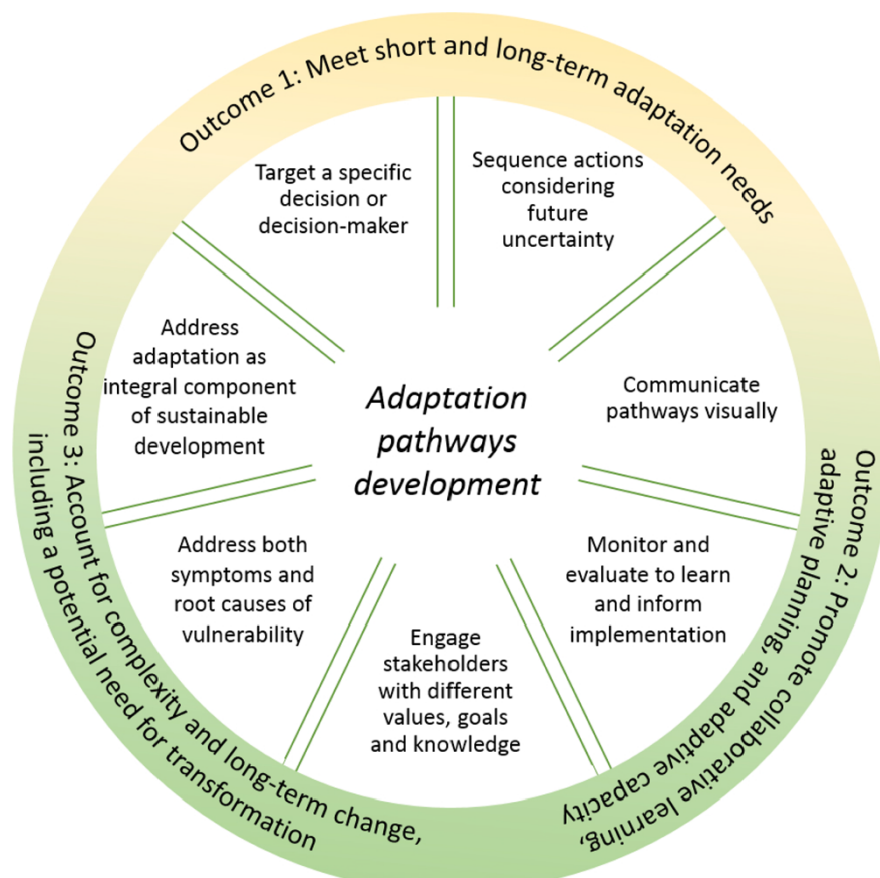 Outcome 1: Meet short and long-term adaptation needs
Target a specific
decision or
decision-maker
Sequence actions
considering
future
uncertainty
Communicate
pathways visually
Monitor and
evaluate to learn
and inform
implementation
Engage
stakeholders
with different
values, goals
and knowledge
Address both
symptoms and
root causes of
vulnerability
Address
adaptation as
integral component
of sustainable
development
Adaptation
pathways
development
Outcome 2: Promote collaborative learning,
adaptive planning, and adaptive capacity
Outcome 3: Account for complexity and long-term change,
including a potential need for transformation